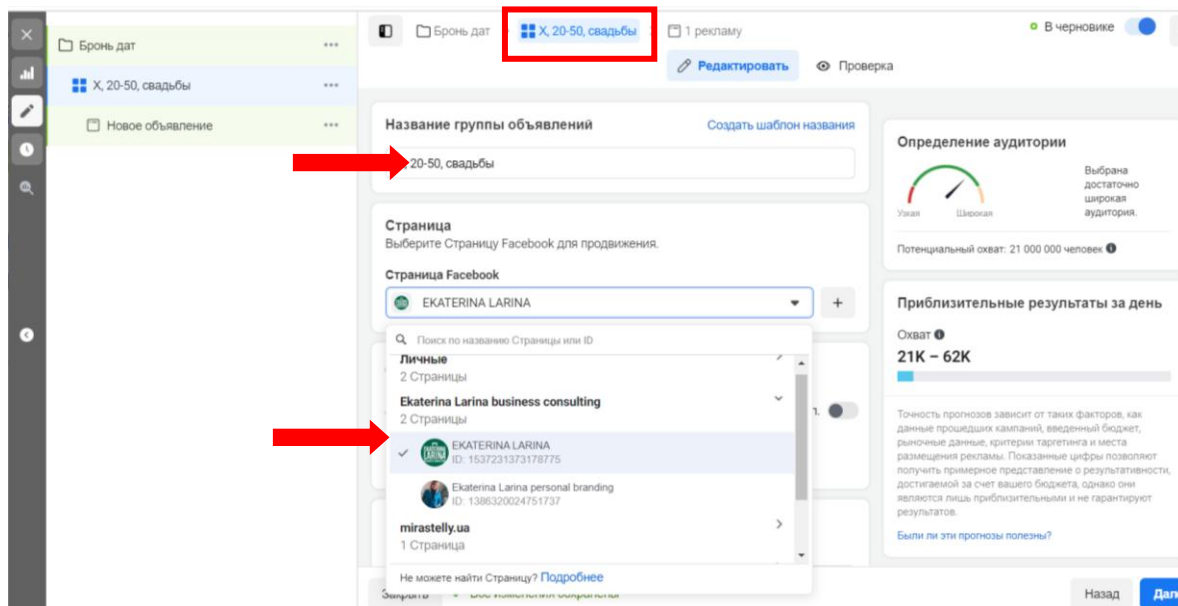 Бронь дат
X, 20-50, свадьбы
Новое объявление
Бронь дат
X, 20-50, свадьбы
1 рекламу
В черновике
Редактировать
Проверка
Название группы объявлений
Создать шаблон названия
, 20-50, свадьбы
Страница
Выберите Страницу Facebook для продвижения.
Страница Facebook
EKATERINA LARINA
Поиск по названию Страницы или ID
Личные
2 Страницы
Ekaterina Larina business consulting
2 Страницы
EKATERINA LARINA
ID: 1537231373178775
Ekaterina Larina personal branding
ID: 1386320024751737
mirastelly.ua
1 Страница
Не можете найти Страницу? Подробнее
Закрыть
Все изменения сохранены
Определение аудитории
Узкая
Широкая
Выбрана
достаточно
широкая
аудитория.
Потенциальный охват: 21 000 000 человек
Приблизительные результаты за день
Охват
21K – 62K
Точность прогнозов зависит от таких факторов, как
данные прошедших кампаний, введенный бюджет,
рыночные данные, критерии таргетинга и места
размещения рекламы. Показанные цифры позволяют
получить примерное представление о результативности,
достигаемой за счет вашего бюджета, однако они
являются лишь приблизительными и не гарантируют
результатов.
Были ли эти прогнозы полезны?
Назад